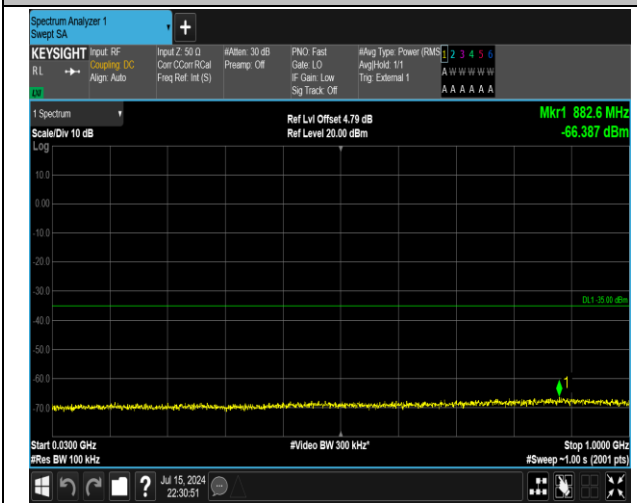 Spectrum Analyzer 1
Swept SA
+
KEYSIGHT
RL
Input: RF
Coupling: DC
Align: Auto
Input Z: 50 Ω
Corr CCorr RCal
Freq Ref: Int (S)
#Atten: 30 dB
Preamp: Off
PNO: Fast
Gate: LO
IF Gain: Low
Sig Track: Off
#Avg Type: Power (RMS
Avg|Hold: 1/1
Trig: External 1
1 2 3 4 5 6
A W W W W W
A A A A A A
1 Spectrum
Scale/Div 10 dB
Log
Ref Lvl Offset 4.79 dB
Ref Level 20.00 dBm
Mkr1 882.6 MHz
-66.387 dBm
10.0
0.00
-10.0
-20.0
-30.0
DL1 -35.00 dBm
-40.0
-50.0
-60.0
1
-70.0
Start 0.0300 GHz
#Res BW 100 kHz
#Video BW 300 kHz*
Stop 1.0000 GHz
#Sweep ~1.00 s (2001 pts)
?
Jul 15, 2024
22:30:51